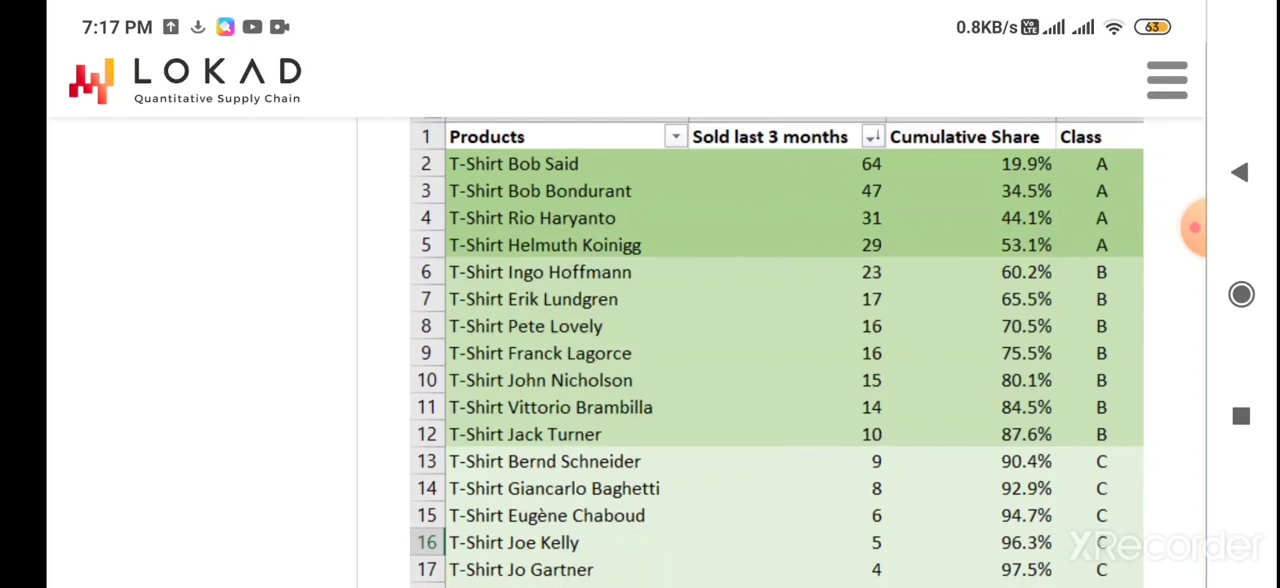 7:17 PM 0.8KB/s Vo LTE 63
LOKAD
Quantitative Supply Chain
1 Products Sold last 3 months Cumulative Share Class
2 T-Shirt Bob Said 64 19.9% A
3 T-Shirt Bob Bondurant 47 34.5% A
4 T-Shirt Rio Haryanto 31 44.1% A
5 T-Shirt Helmuth Koinigg 29 53.1% A
6 T-Shirt Ingo Hoffmann 23 60.2% B
7 T-Shirt Erik Lundgren 17 65.5% B
8 T-Shirt Pete Lovely 16 70.5% B
9 T-Shirt Franck Lagorce 16 75.5% B
10 T-Shirt John Nicholson 15 80.1% B
11 T-Shirt Vittorio Brambilla 14 84.5% B
12 T-Shirt Jack Turner 10 87.6% B
13 T-Shirt Bernd Schneider 9 90.4% C
14 T-Shirt Giancarlo Baghetti 8 92.9% C
15 T-Shirt Eugène Chaboud 6 94.7% C
16 T-Shirt Joe Kelly 5 96.3% C
17 T-Shirt Jo Gartner 4 97.5% C
XRecorder